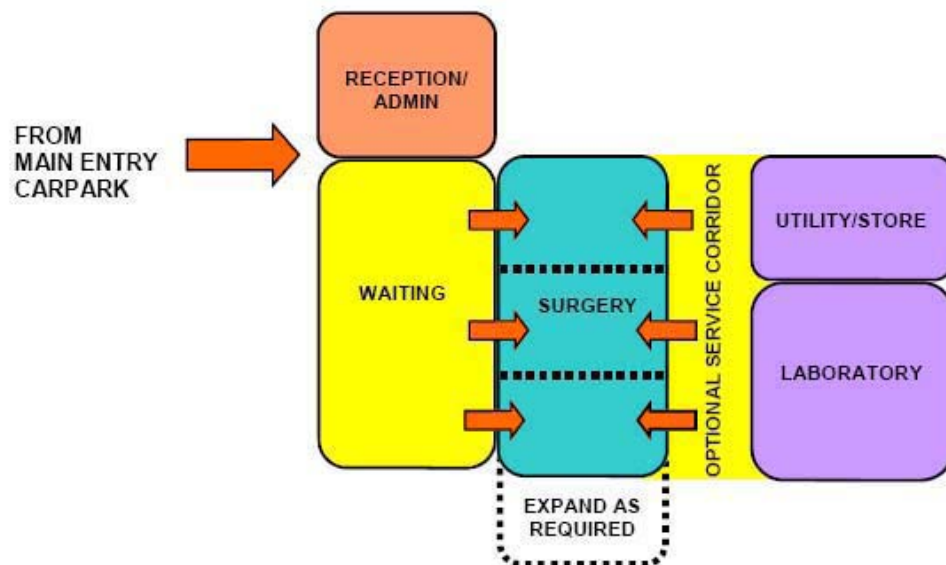 RECEPTION/
ADMIN
FROM
MAIN ENTRY
CARPARK
WAITING
SURGERY
OPTIONAL SERVICE CORRIDOR
UTILITY/STORE
LABORATORY
EXPAND AS
REQUIRED